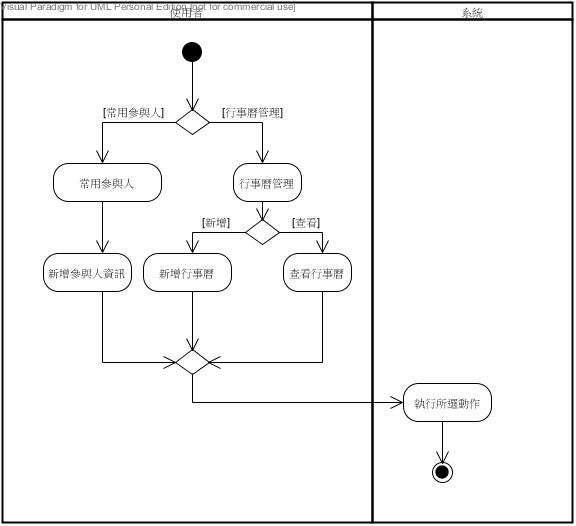 Visual Paradigm for UML Personal Edition [not for commercial use]
使用者
系統
[常用參與人]
[行事曆管理]
常用參與人
行事曆管理
[新增]
[查看]
新增參與人資訊
新增行事曆
查看行事曆
執行所選動作